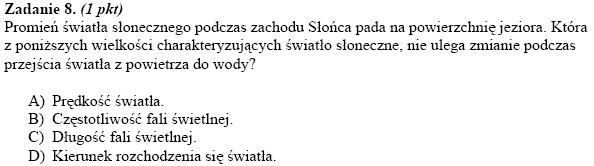 Zadanie 8. (1 pkt)
Promień światła słonecznego podczas zachodu Słońca pada na powierzchnię jeziora. Która
z poniższych wielkości charakteryzujących światło słoneczne, nie ulega zmianie podczas
przejścia światła z powietrza do wody?
A) Prędkość światła.
B) Częstotliwość fali świetlnej.
C) Długość fali świetlnej.
D) Kierunek rozchodzenia się światła.